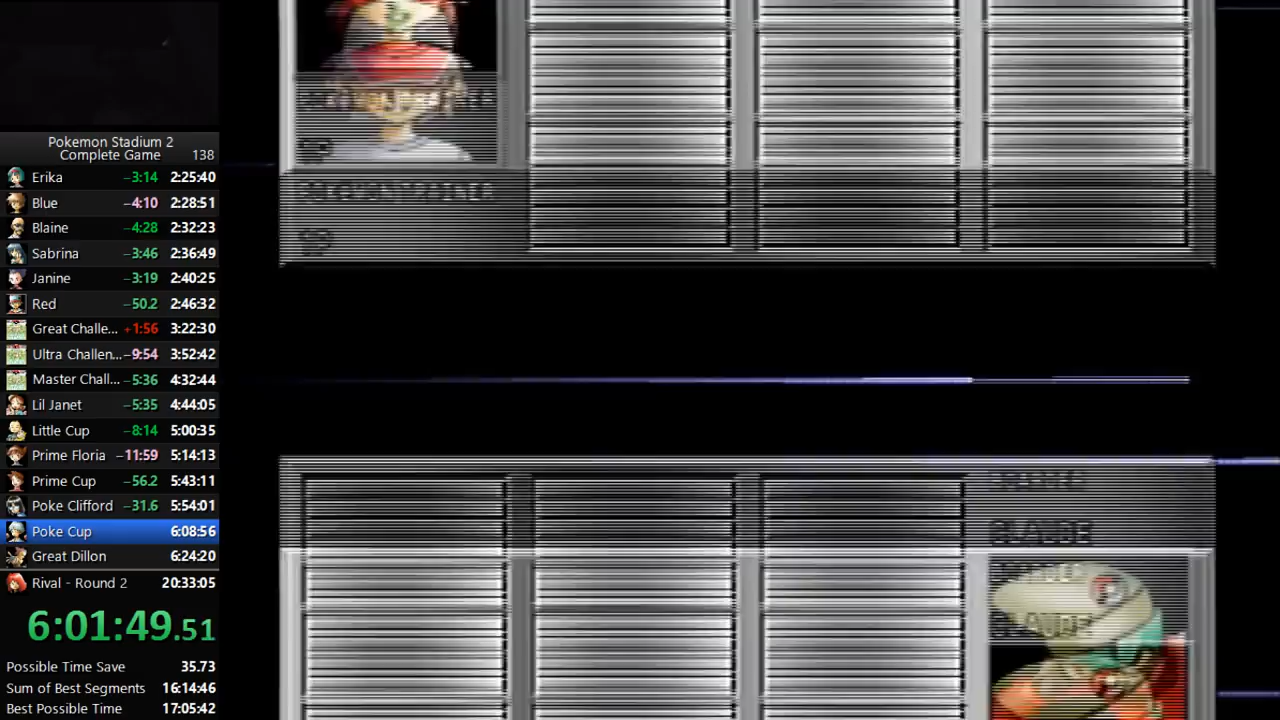 Pokemon Stadium 2
Complete Game 138
Erika -3:14 2:25:40
Blue -4:10 2:28:51
Blaine -4:28 2:32:23
Sabrina -3:46 2:36:49
Janine -3:19 2:40:25
Red -50.2 2:46:32
Great Challe... +1:56 3:22:30
Ultra Challen... -9:54 3:52:42
Master Chall... -5:36 4:32:44
Lil Janet -5:35 4:44:05
Little Cup -8:14 5:00:35
Prime Floria -11:59 5:14:13
Prime Cup -56.2 5:43:11
Poke Clifford -31.6 5:54:01
Poke Cup 6:08:56
Great Dillon 6:24:20
Rival - Round 2 20:33:05
6:01:49.51
Possible Time Save 35.73
Sum of Best Segments 16:14:46
Best Possible Time 17:05:42
1P
1P
CLAUDE
CLAUDE